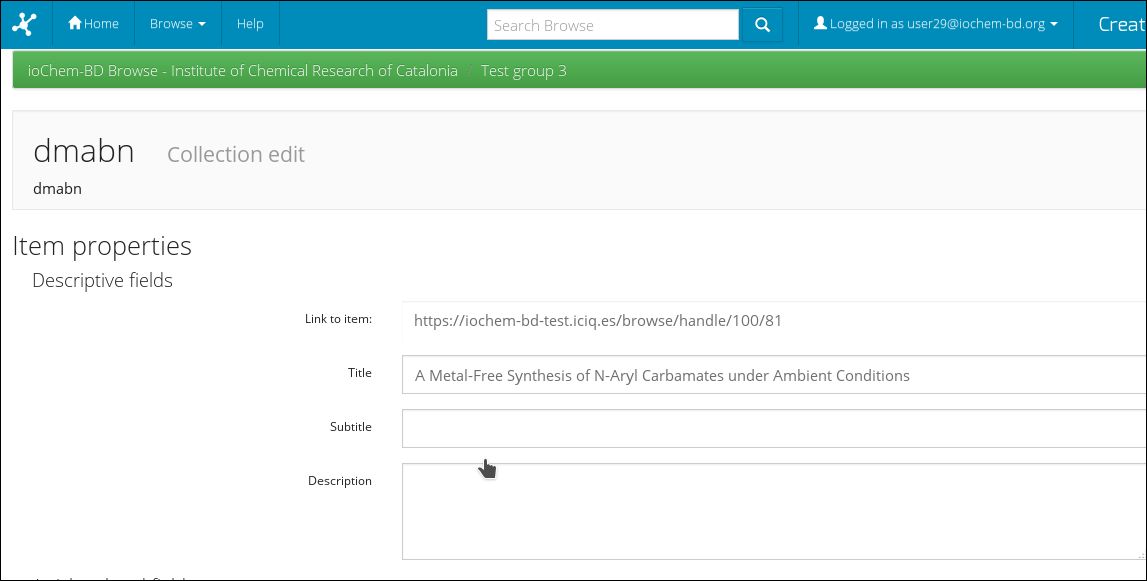 Home Browse Help Search Browse Logged in as user29@iochem-bd.org Creat
ioChem-BD Browse - Institute of Chemical Research of Catalonia / Test group 3
dmabn Collection edit
dmabn
Item properties
Descriptive fields
Link to item: https://iochem-bd-test.iciq.es/browse/handle/100/81
Title A Metal-Free Synthesis of N-Aryl Carbamates under Ambient Conditions
Subtitle
Description